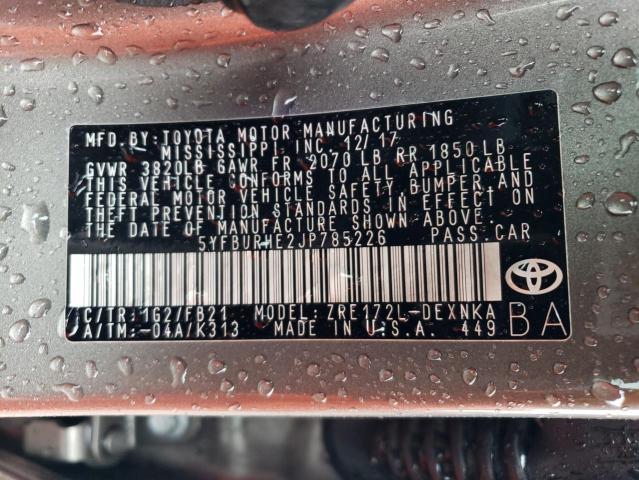 MFD. BY: TOYOTA MOTOR MANUFACTURING
MISSISSIPPI, INC. 12/17
GVWR 3820LB GAWR FR. 2070 LB RR 1850 LB
THIS VEHICLE CONFORMS TO ALL APPLICABLE
FEDERAL MOTOR VEHICLE SAFETY, BUMPER, AND
THEFT PREVENTION STANDARDS IN EFFECT ON
THE DATE OF MANUFACTURE SHOWN ABOVE.
5YFBURHE2JP785226 PASS.CAR
C/TR:1G2/FB21 MODEL:ZRE172L-DEXNKA
A/TM:-04A/K313 MADE IN U.S.A. 449
BA